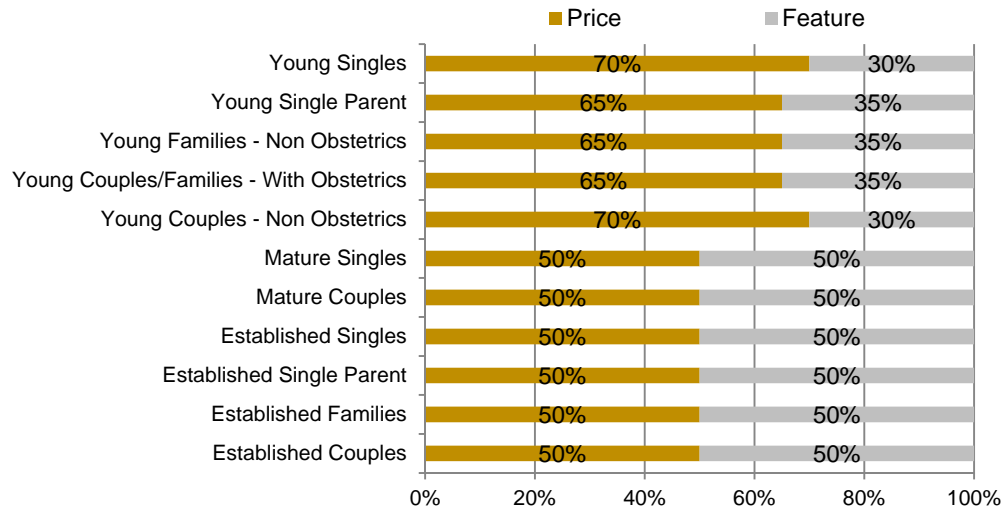 Price Feature
Young Singles 70% 30%
Young Single Parent 65% 35%
Young Families - Non Obstetrics 65% 35%
Young Couples/Families - With Obstetrics 65% 35%
Young Couples - Non Obstetrics 70% 30%
Mature Singles 50% 50%
Mature Couples 50% 50%
Established Singles 50% 50%
Established Single Parent 50% 50%
Established Families 50% 50%
Established Couples 50% 50%
0% 20% 40% 60% 80% 100%